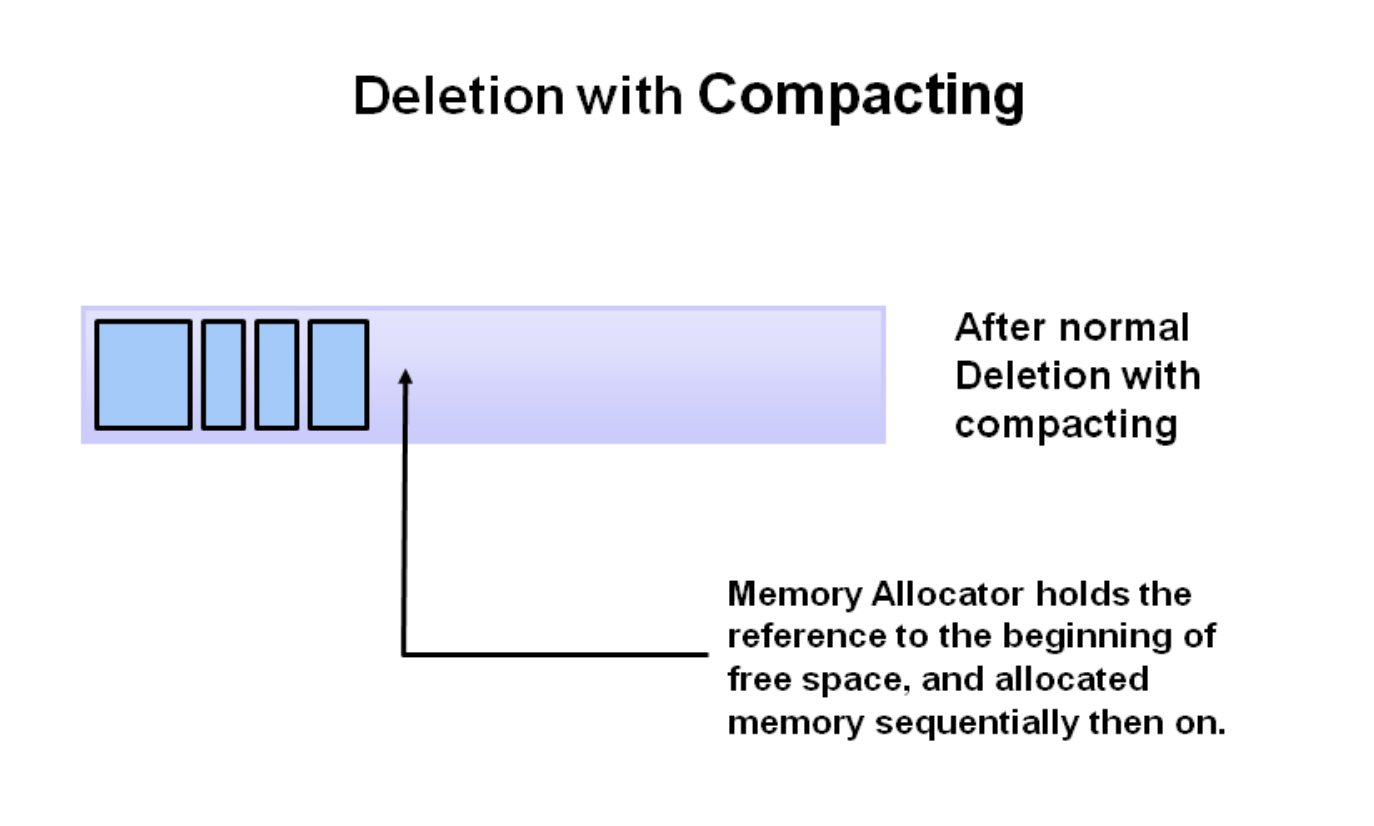 Deletion with Compacting
After normal
Deletion with
compacting
Memory Allocator holds the
reference to the beginning of
free space, and allocated
memory sequentially then on.